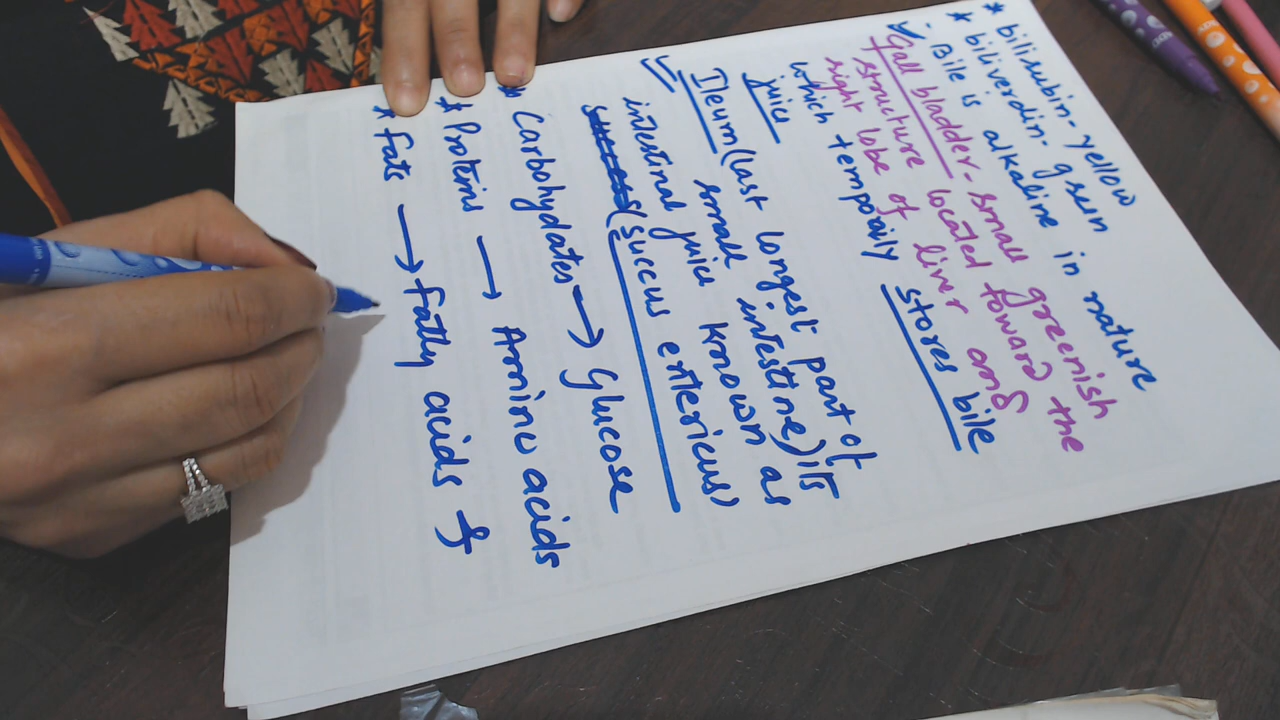 * bilirubin-yellow
* biliverdin- green
* Bile is alkaline in nature
✓ Gall bladder- small greenish
structure located toward the
right lobe of liver and
which tempoaily stores bile
juice
✓ Ileum (last longest part of
small intestine) its
intestinal juice known as
(succus entericus)
* Carbohydates → Glucose
* Proteins → Amino acids
* fats → fatty acids &